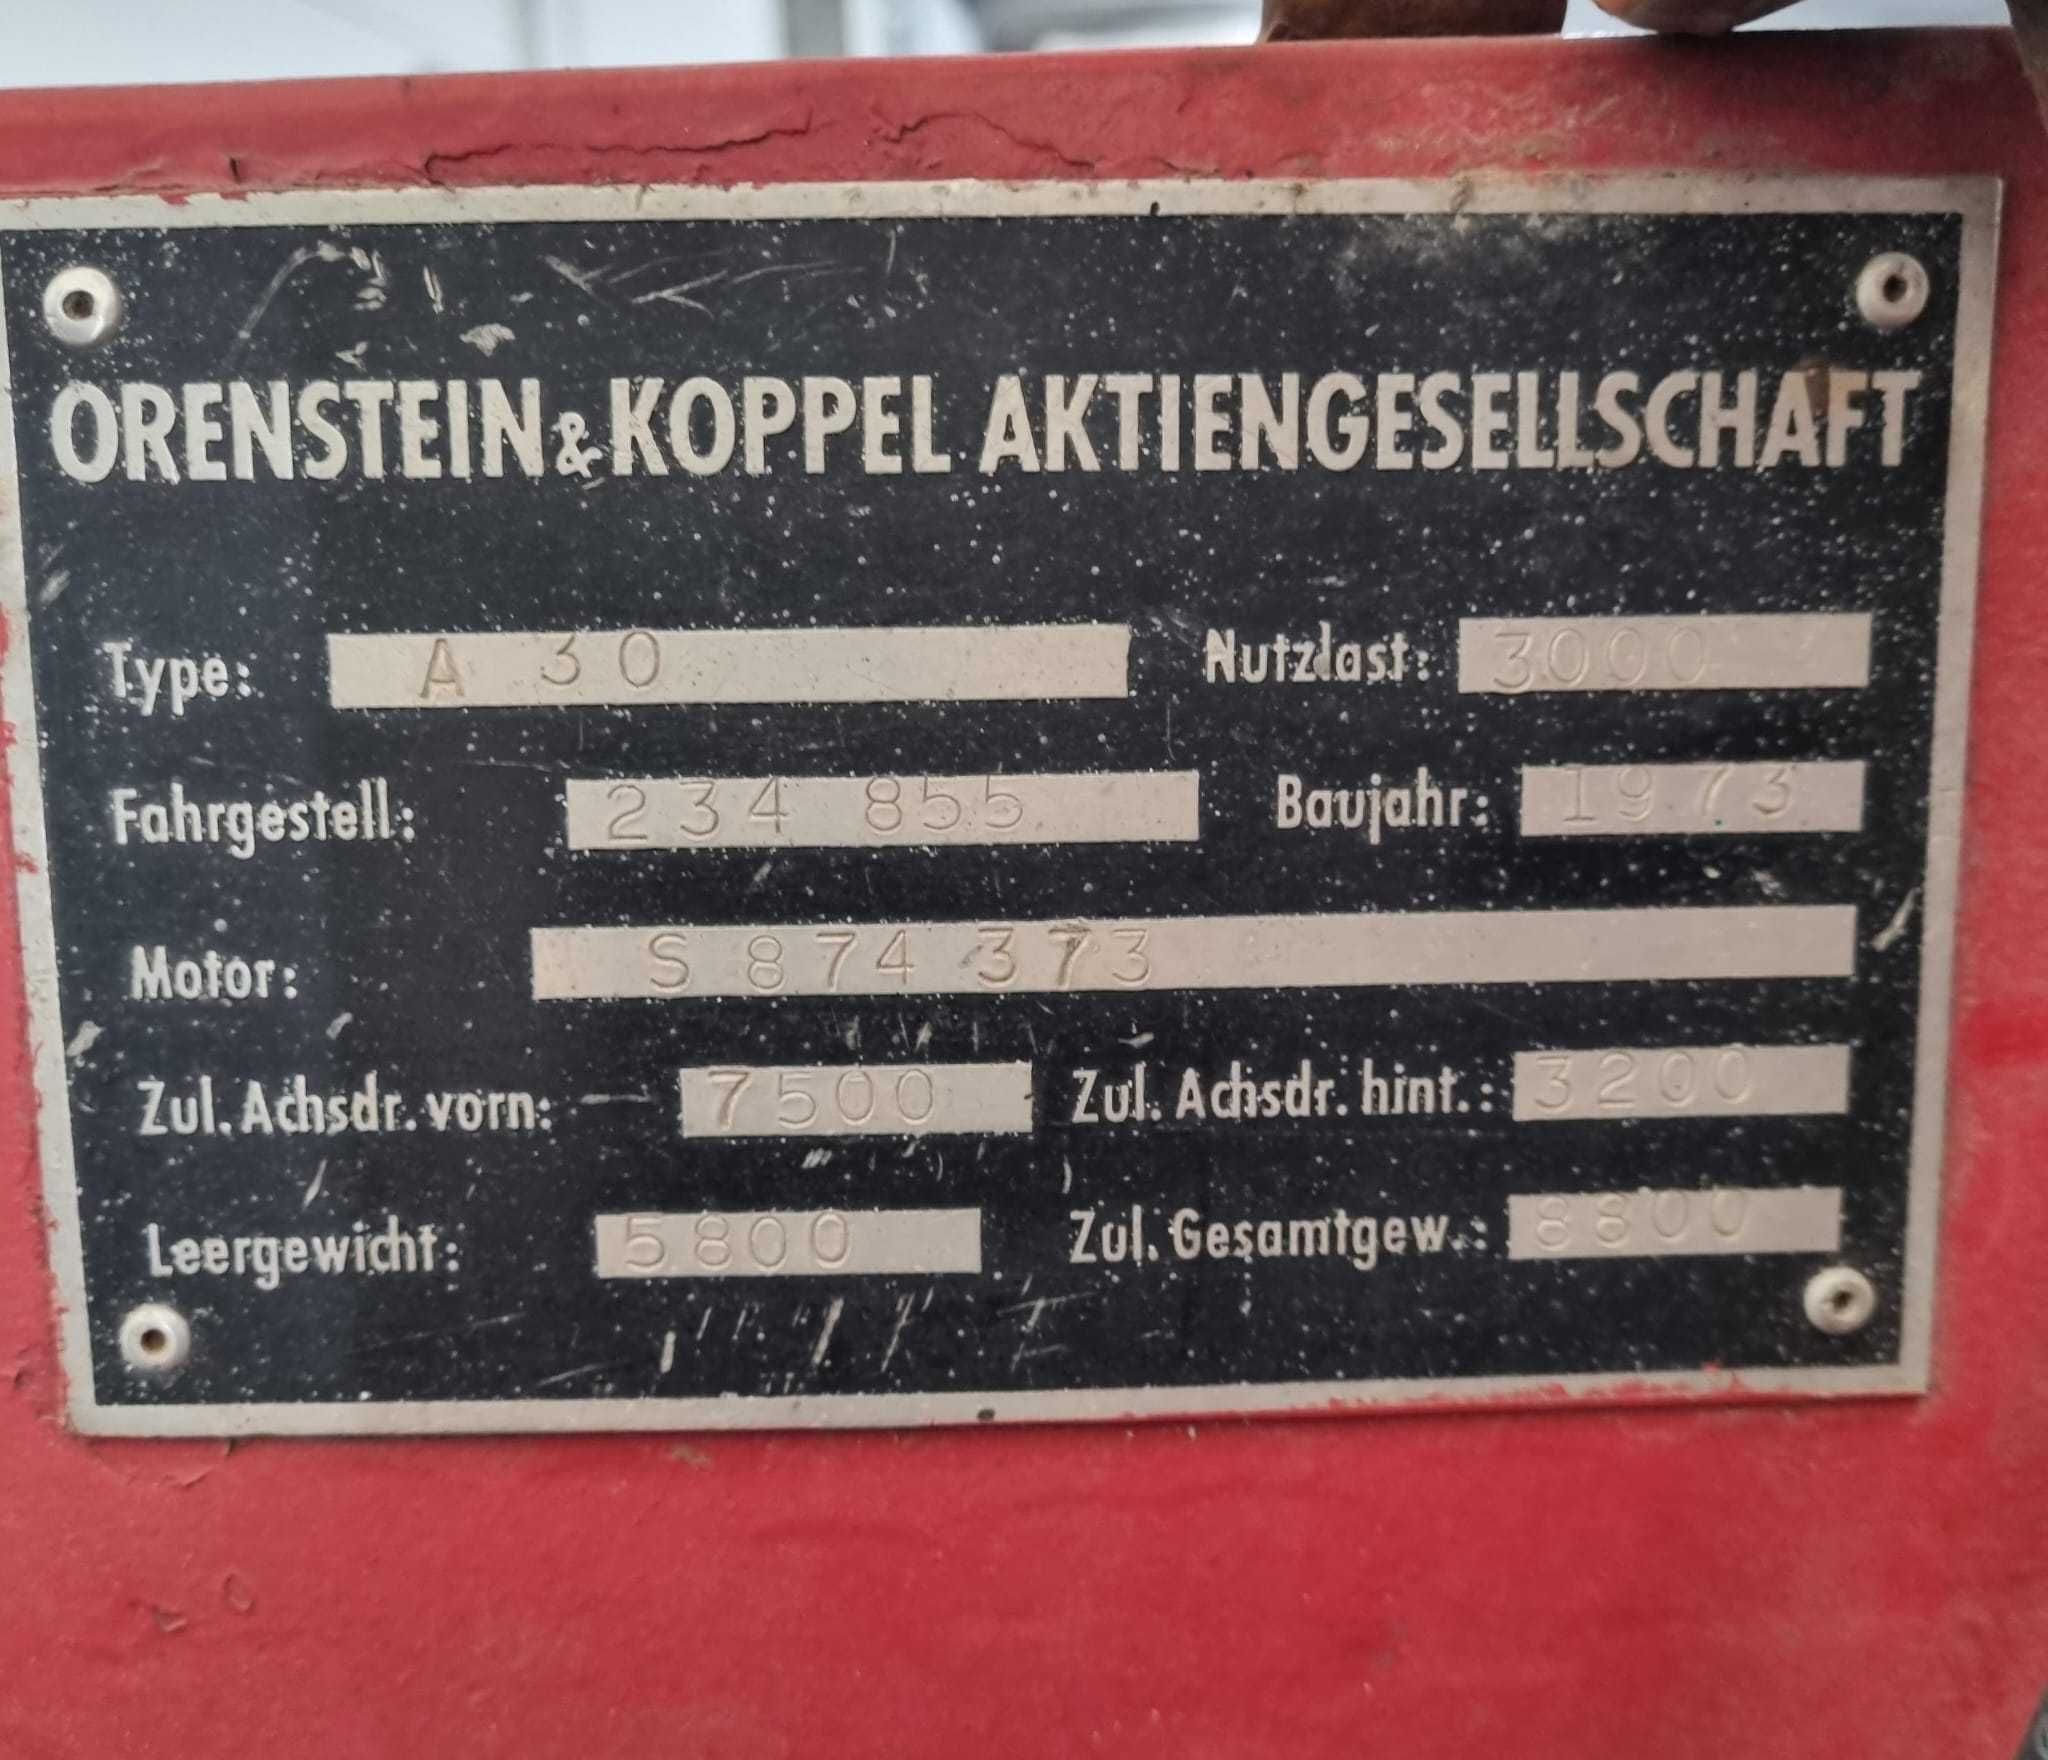 ORENSTEIN & KOPPEL AKTIENGESELLSCHAFT
Type: A 30 Nutzlast: 3000
Fahrgestell: 234 855 Baujahr: 1973
Motor: S 874 373
Zul. Achsdr. vorn: 7500 Zul. Achsdr. hint.: 3200
Leergewicht: 5800 Zul. Gesamtgew.: 8800